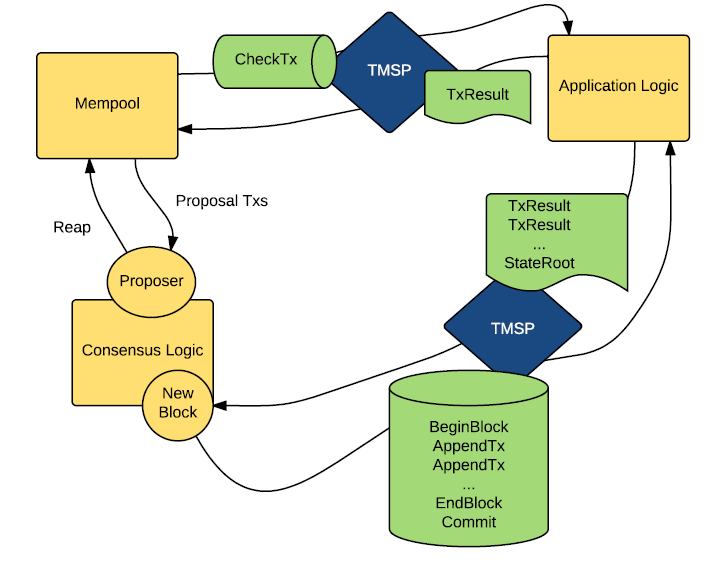 CheckTx
TMSP
TxResult
Mempool
Application Logic
Proposal Txs
Reap
TxResult
TxResult
...
StateRoot
Proposer
TMSP
Consensus Logic
New
Block
BeginBlock
AppendTx
AppendTx
...
EndBlock
Commit